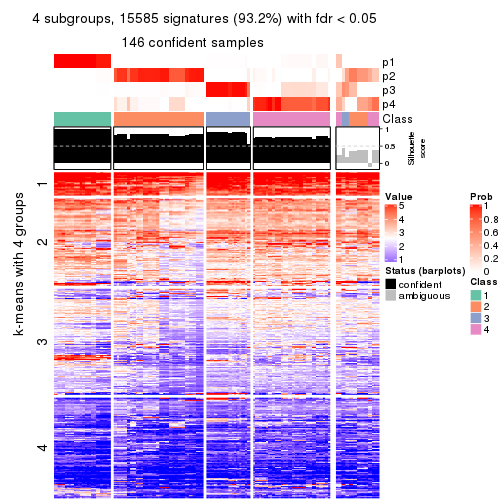 4 subgroups, 15585 signatures (93.2%) with fdr < 0.05
146 confident samples
p1
p2
p3
p4
Class
1
0.5
0
Silhouette
score
k-means with 4 groups
1
2
3
4
Value
5
4
3
2
1
Status (barplots)
confident
ambiguous
Prob
1
0.8
0.6
0.4
0.2
0
Class
1
2
3
4